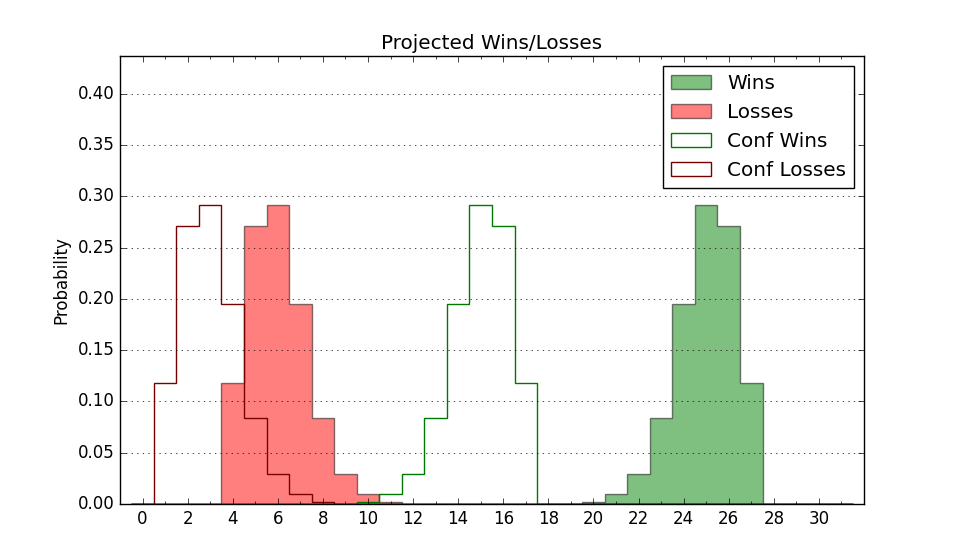 Projected Wins/Losses
Wins
Losses
Conf Wins
Conf Losses
Probability
0.40
0.35
0.30
0.25
0.20
0.15
0.10
0.05
0.00
0 2 4 6 8 10 12 14 16 18 20 22 24 26 28 30